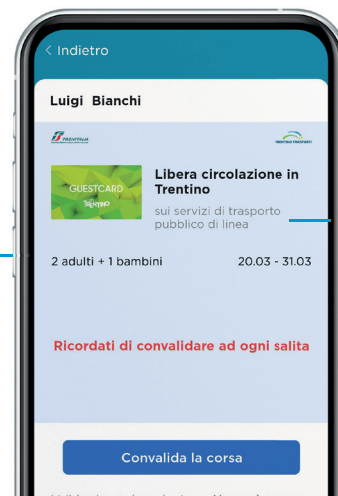 < Indietro
Luigi Bianchi
TRENITALIA
TRENTINO TRASPORTI
GUESTCARD
TRENTINO
Libera circolazione in
Trentino
sui servizi di trasporto
pubblico di linea
2 adulti + 1 bambini
20.03 - 31.03
Ricordati di convalidare ad ogni salita
Convalida la corsa